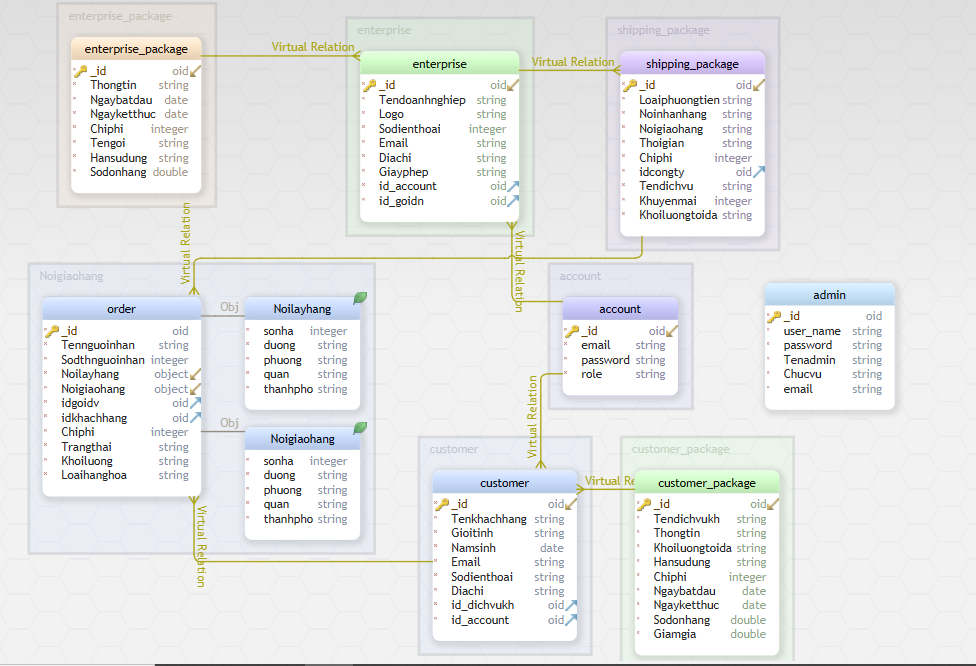 enterprise_package
enterprise_package
_id oid
Thongtin string
Ngaybatdau date
Ngayketthuc date
Chiphi integer
Tengoi string
Hansudung string
Sodonhang double
Virtual Relation
enterprise
enterprise
_id oid
Tendoanhnghiep string
Logo string
Sodienthoai integer
Email string
Diachi string
Giayphep string
id_account oid
id_goidn oid
Virtual Relation
shipping_package
shipping_package
_id oid
Loaiphuongtien string
Noinhanhang string
Noigiaohang string
Thoigian string
Chiphi integer
idcongty oid
Tendichvu string
Khuyenmai integer
Khoiluongtoida string
Virtual Relation
Virtual Relation
Noigiaohang
order
_id oid
Tennguoinhan string
Sodthnguoinhan integer
Noilayhang object
Noigiaohang object
idgoidv oid
idkhachhang oid
Chiphi integer
Trangthai string
Khoiluong string
Loaihanghoa string
Obj
Noilayhang
sonha integer
duong string
phuong string
quan string
thanhpho string
Obj
Noigiaohang
sonha integer
duong string
phuong string
quan string
thanhpho string
account
account
_id oid
email string
password string
role string
admin
_id oid
user_name string
password string
Tenadmin string
Chucvu string
email string
Virtual Relation
Virtual Relation
customer
customer
_id oid
Tenkhachhang string
Gioitinh string
Namsinh date
Email string
Sodienthoai string
Diachi string
id_dichvukh oid
id_account oid
Virtual Re
customer_package
customer_package
_id oid
Tendichvukh string
Thongtin string
Khoiluongtoida string
Hansudung string
Chiphi integer
Ngaybatdau date
Ngayketthuc date
Sodonhang double
Giamgia double